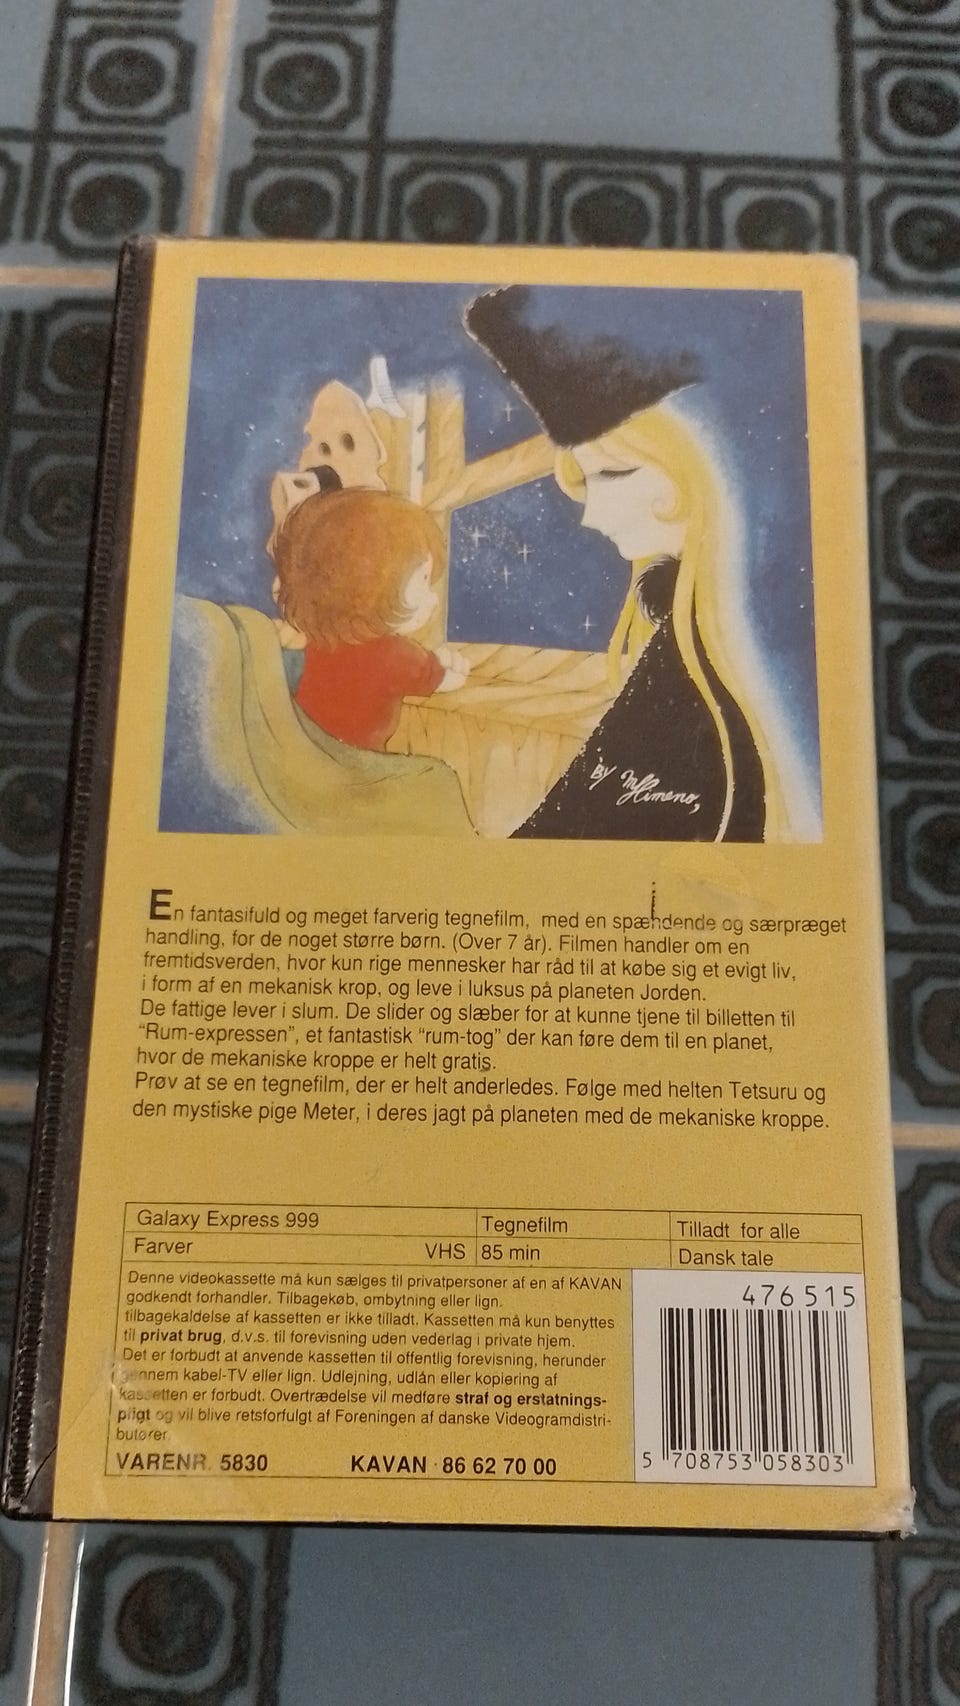 By M Himeno,
En fantasifuld og meget farverig tegnefilm, med en spændende og særpræget
handling, for de noget større børn. (Over 7 år). Filmen handler om en
fremtidsverden, hvor kun rige mennesker har råd til at købe sig et evigt liv,
i form af en mekanisk krop, og leve i luksus på planeten Jorden.
De fattige lever i slum. De slider og slæber for at kunne tjene til billetten til
“Rum-expressen”, et fantastisk “rum-tog” der kan føre dem til en planet,
hvor de mekaniske kroppe er helt gratis.
Prøv at se en tegnefilm, der er helt anderledes. Følge med helten Tetsuru og
den mystiske pige Meter, i deres jagt på planeten med de mekaniske kroppe.
Galaxy Express 999 Tegnefilm Tilladt for alle
Farver VHS 85 min Dansk tale
Denne videokassette må kun sælges til privatpersoner af en af KAVAN
godkendt forhandler. Tilbagekøb, ombytning eller lign.
tilbagekaldelse af kassetten er ikke tilladt. Kassetten må kun benyttes
til privat brug, d.v.s. til forevisning uden vederlag i private hjem.
Det er forbudt at anvende kassetten til offentlig forevisning, herunder
gennem kabel-TV eller lign. Udlejning, udlån eller kopiering af
kassetten er forbudt. Overtrædelse vil medføre straf og erstatnings-
pligt og vil blive retsforfulgt af Foreningen af danske Videogramdistri-
butører.
VARENR. 5830 KAVAN · 86 62 70 00
476515
5 708753 058303